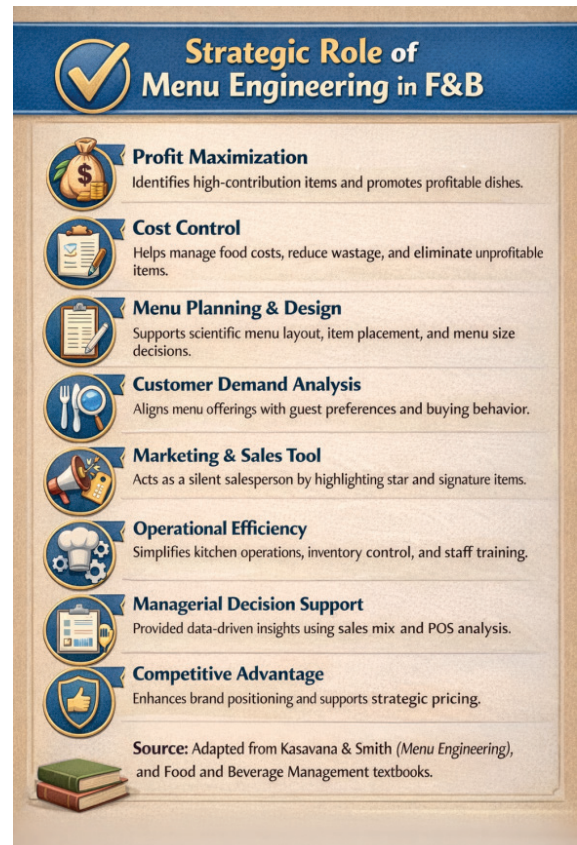 Strategic Role of
Menu Engineering in F&B
Profit Maximization
Identifies high-contribution items and promotes profitable dishes.
Cost Control
Helps manage food costs, reduce wastage, and eliminate unprofitable
items.
Menu Planning & Design
Supports scientific menu layout, item placement, and menu size
decisions.
Customer Demand Analysis
Aligns menu offerings with guest preferences and buying behavior.
Marketing & Sales Tool
Acts as a silent salesperson by highlighting star and signature items.
Operational Efficiency
Simplifies kitchen operations, inventory control, and staff training.
Managerial Decision Support
Provided data-driven insights using sales mix and POS analysis.
Competitive Advantage
Enhances brand positioning and supports strategic pricing.
Source: Adapted from Kasavana & Smith (Menu Engineering),
and Food and Beverage Management textbooks.